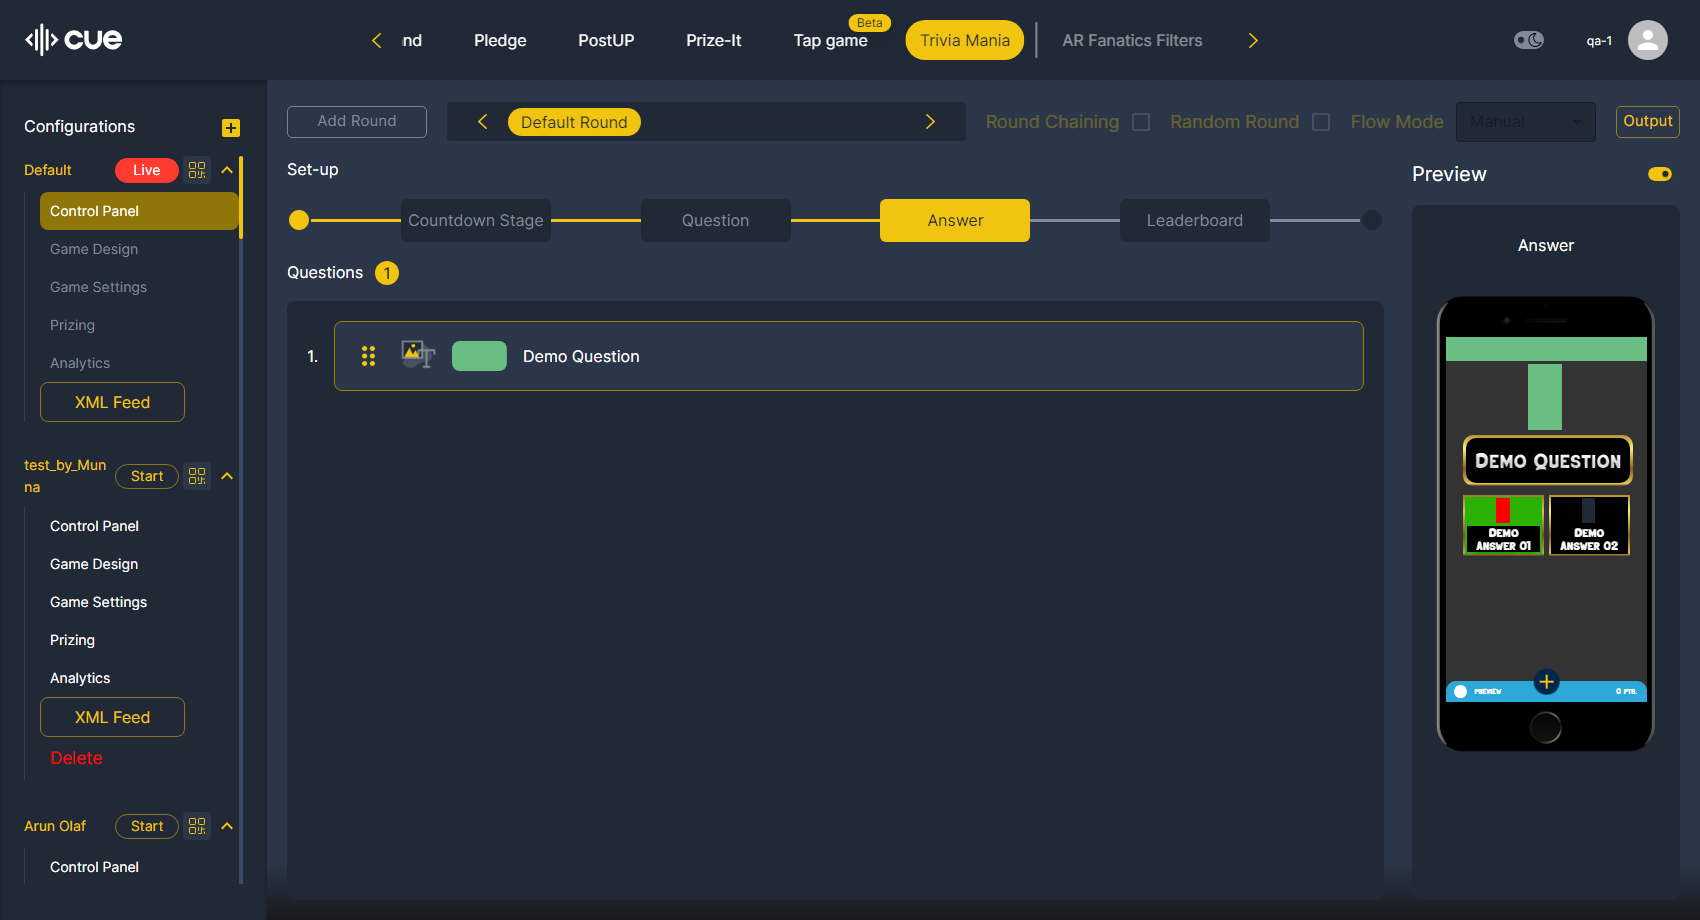 cue
nd
Pledge
PostUP
Prize-It
Tap game
Beta
Trivia Mania
AR Fanatics Filters
qa-1
Configurations
Default
Live
Control Panel
Game Design
Game Settings
Prizing
Analytics
XML Feed
test_by_Mun
na
Start
Control Panel
Game Design
Game Settings
Prizing
Analytics
XML Feed
Delete
Arun Olaf
Start
Control Panel
Add Round
Default Round
Round Chaining
Random Round
Flow Mode
Manual
Output
Set-up
Countdown Stage
Question
Answer
Leaderboard
Questions 1
1.
Demo Question
Preview
Answer
Demo Question
Demo
Answer 01
Demo
Answer 02
PREVIEW
0 PTS.